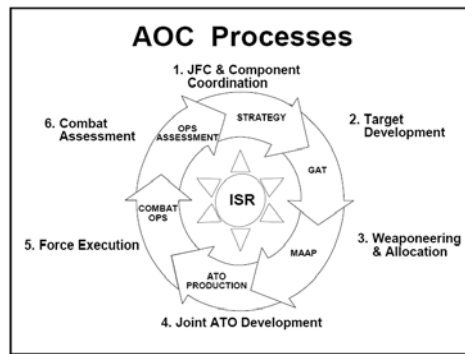 AOC Processes
1. JFC & Component
Coordination
6. Combat
Assessment
OPS
ASSESSMENT
STRATEGY
2. Target
Development
GAT
ISR
COMBAT
OPS
5. Force Execution
MAAP
3. Weaponeering
& Allocation
ATO
PRODUCTION
4. Joint ATO Development